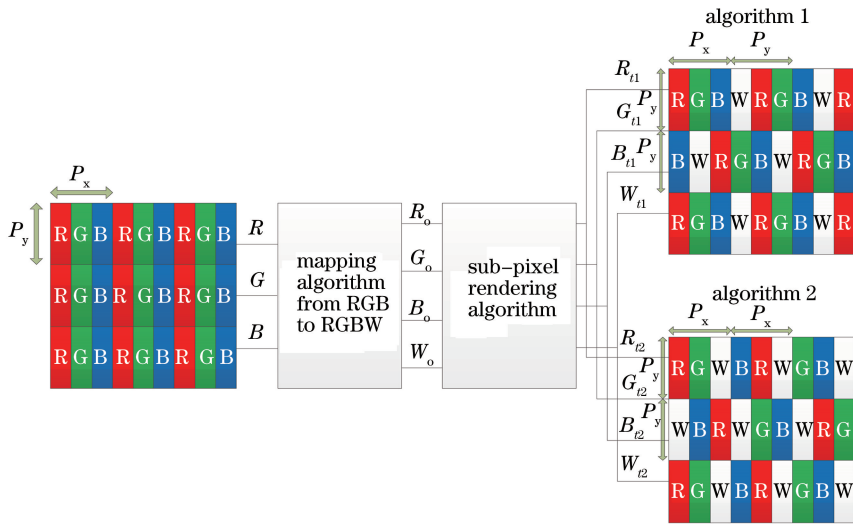 algorithm 1
Px Py
Rt1
Gt1 Py
Bt1 Py
Wt1
R G B W R G B W R
B W R G B W R G B
R G B W R G B W R
Px
Py
R G B R G B R G B
R G B R G B R G B
R G B R G B R G B
R
G
B
mapping
algorithm
from RGB
to RGBW
Ro
Go
Bo
Wo
sub-pixel
rendering
algorithm
algorithm 2
Px Px
Rt2
Gt2 Py
Bt2 Py
Wt2
R G W B R W G B W
W B R W G B W R G
R G W B R W G B W